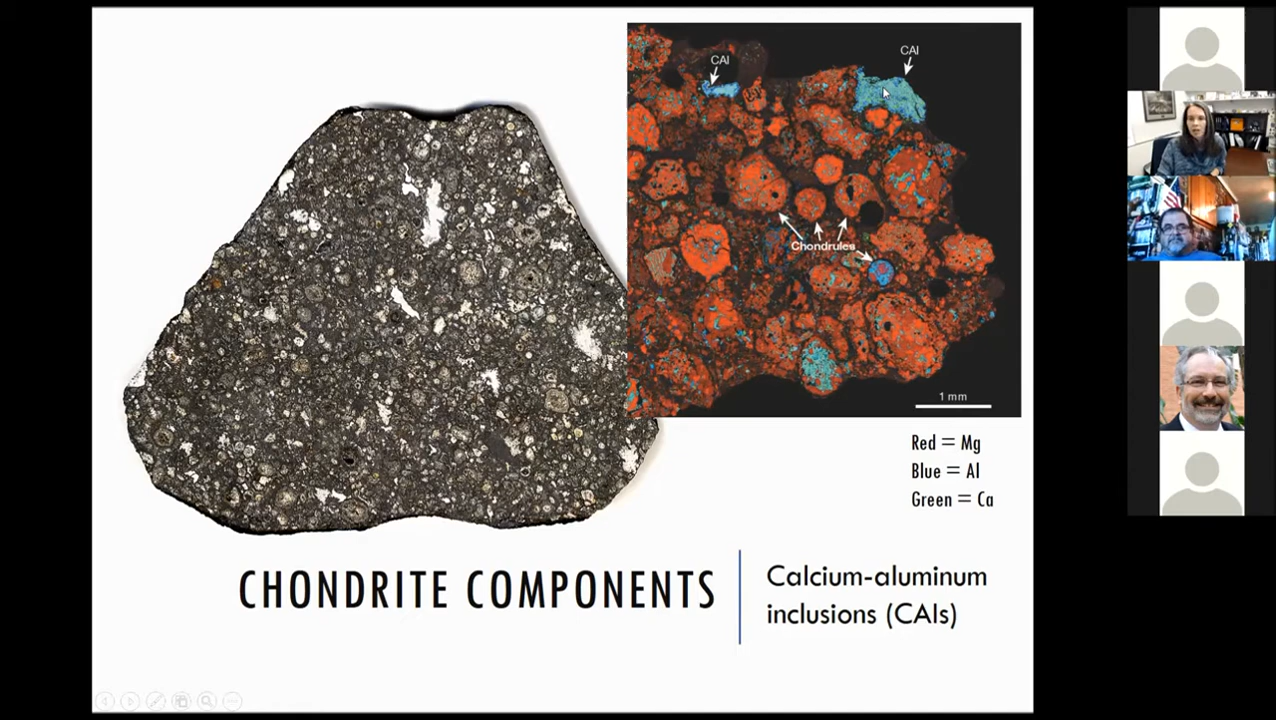 CAI
CAI
Chondrules
1 mm
Red = Mg
Blue = Al
Green = Ca
CHONDRITE COMPONENTS
Calcium-aluminum
inclusions (CAIs)